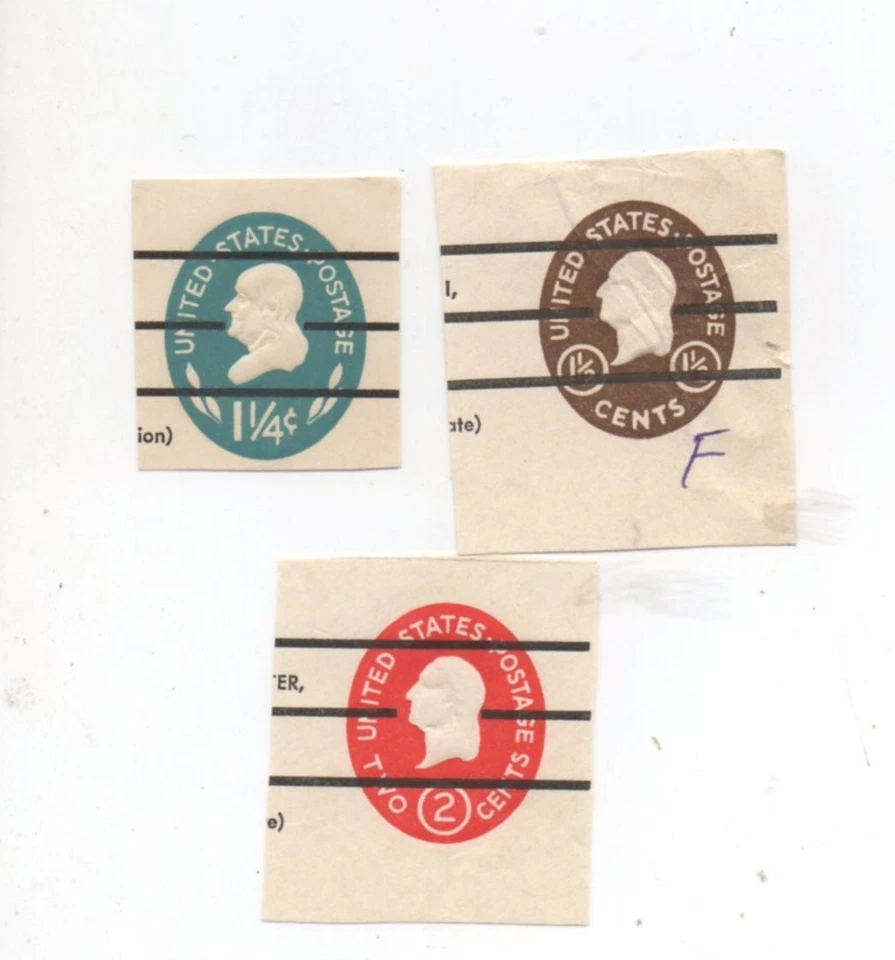 UNITED STATES · POSTAGE
1 1/4¢
ion)
UNITED STATES · POSTAGE
1½ 1½
CENTS
l,
ate)
F
UNITED STATES · POSTAGE
TWO 2 CENTS
TER,
e)